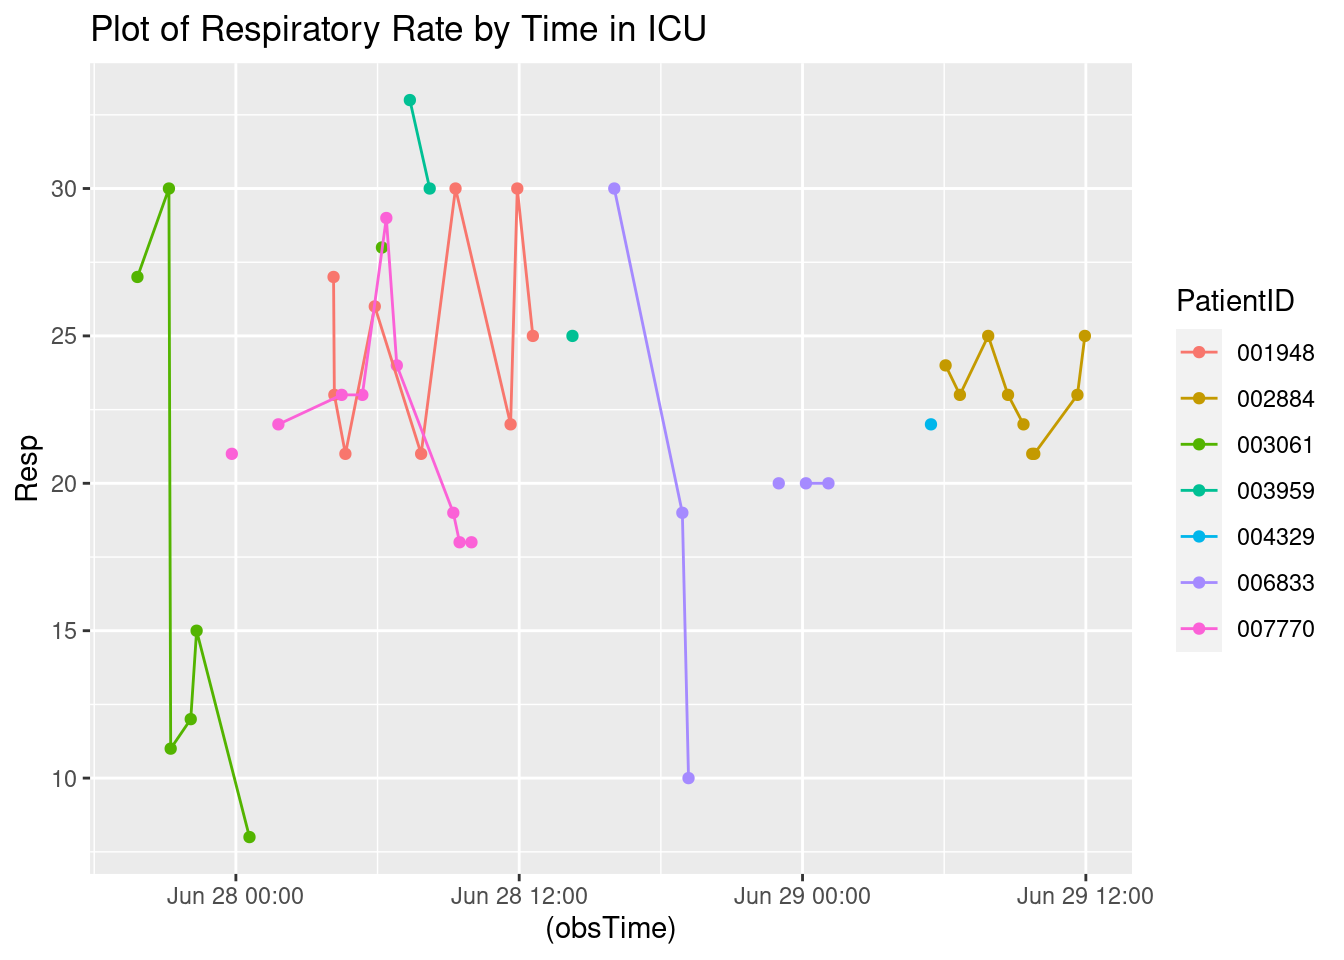 Plot of Respiratory Rate by Time in ICU
Resp
30
25
20
15
10
Jun 28 00:00
Jun 28 12:00
Jun 29 00:00
Jun 29 12:00
(obsTime)
PatientID
001948
002884
003061
003959
004329
006833
007770